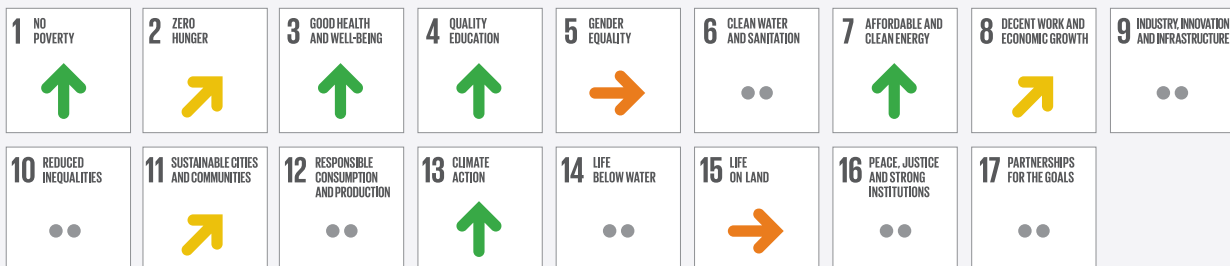 1 NO
POVERTY
2 ZERO
HUNGER
3 GOOD HEALTH
AND WELL-BEING
4 QUALITY
EDUCATION
5 GENDER
EQUALITY
6 CLEAN WATER
AND SANITATION
7 AFFORDABLE AND
CLEAN ENERGY
8 DECENT WORK AND
ECONOMIC GROWTH
9 INDUSTRY, INNOVATION
AND INFRASTRUCTURE
10 REDUCED
INEQUALITIES
11 SUSTAINABLE CITIES
AND COMMUNITIES
12 RESPONSIBLE
CONSUMPTION
AND PRODUCTION
13 CLIMATE
ACTION
14 LIFE
BELOW WATER
15 LIFE
ON LAND
16 PEACE, JUSTICE
AND STRONG
INSTITUTIONS
17 PARTNERSHIPS
FOR THE GOALS